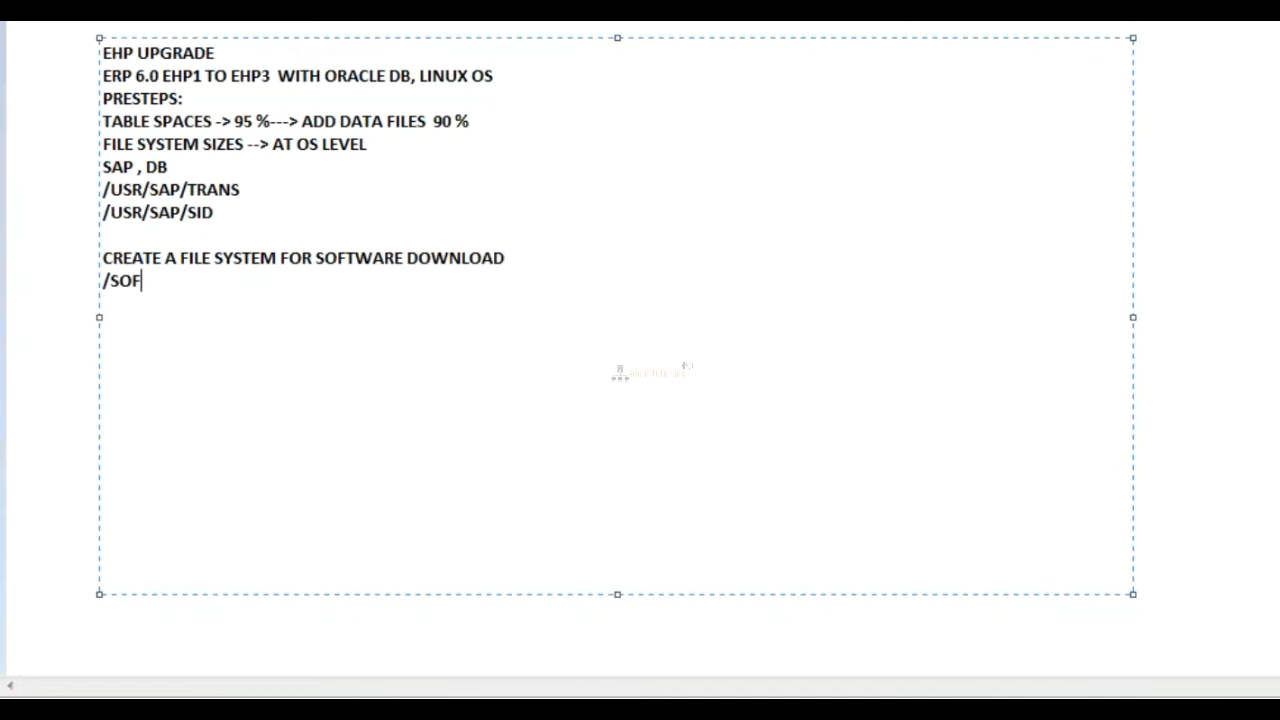 EHP UPGRADE
ERP 6.0 EHP1 TO EHP3  WITH ORACLE DB, LINUX OS
PRESTEPS:
TABLE SPACES -> 95 %---> ADD DATA FILES  90 %
FILE SYSTEM SIZES --> AT OS LEVEL
SAP , DB
/USR/SAP/TRANS
/USR/SAP/SID
CREATE A FILE SYSTEM FOR SOFTWARE DOWNLOAD
/SOF